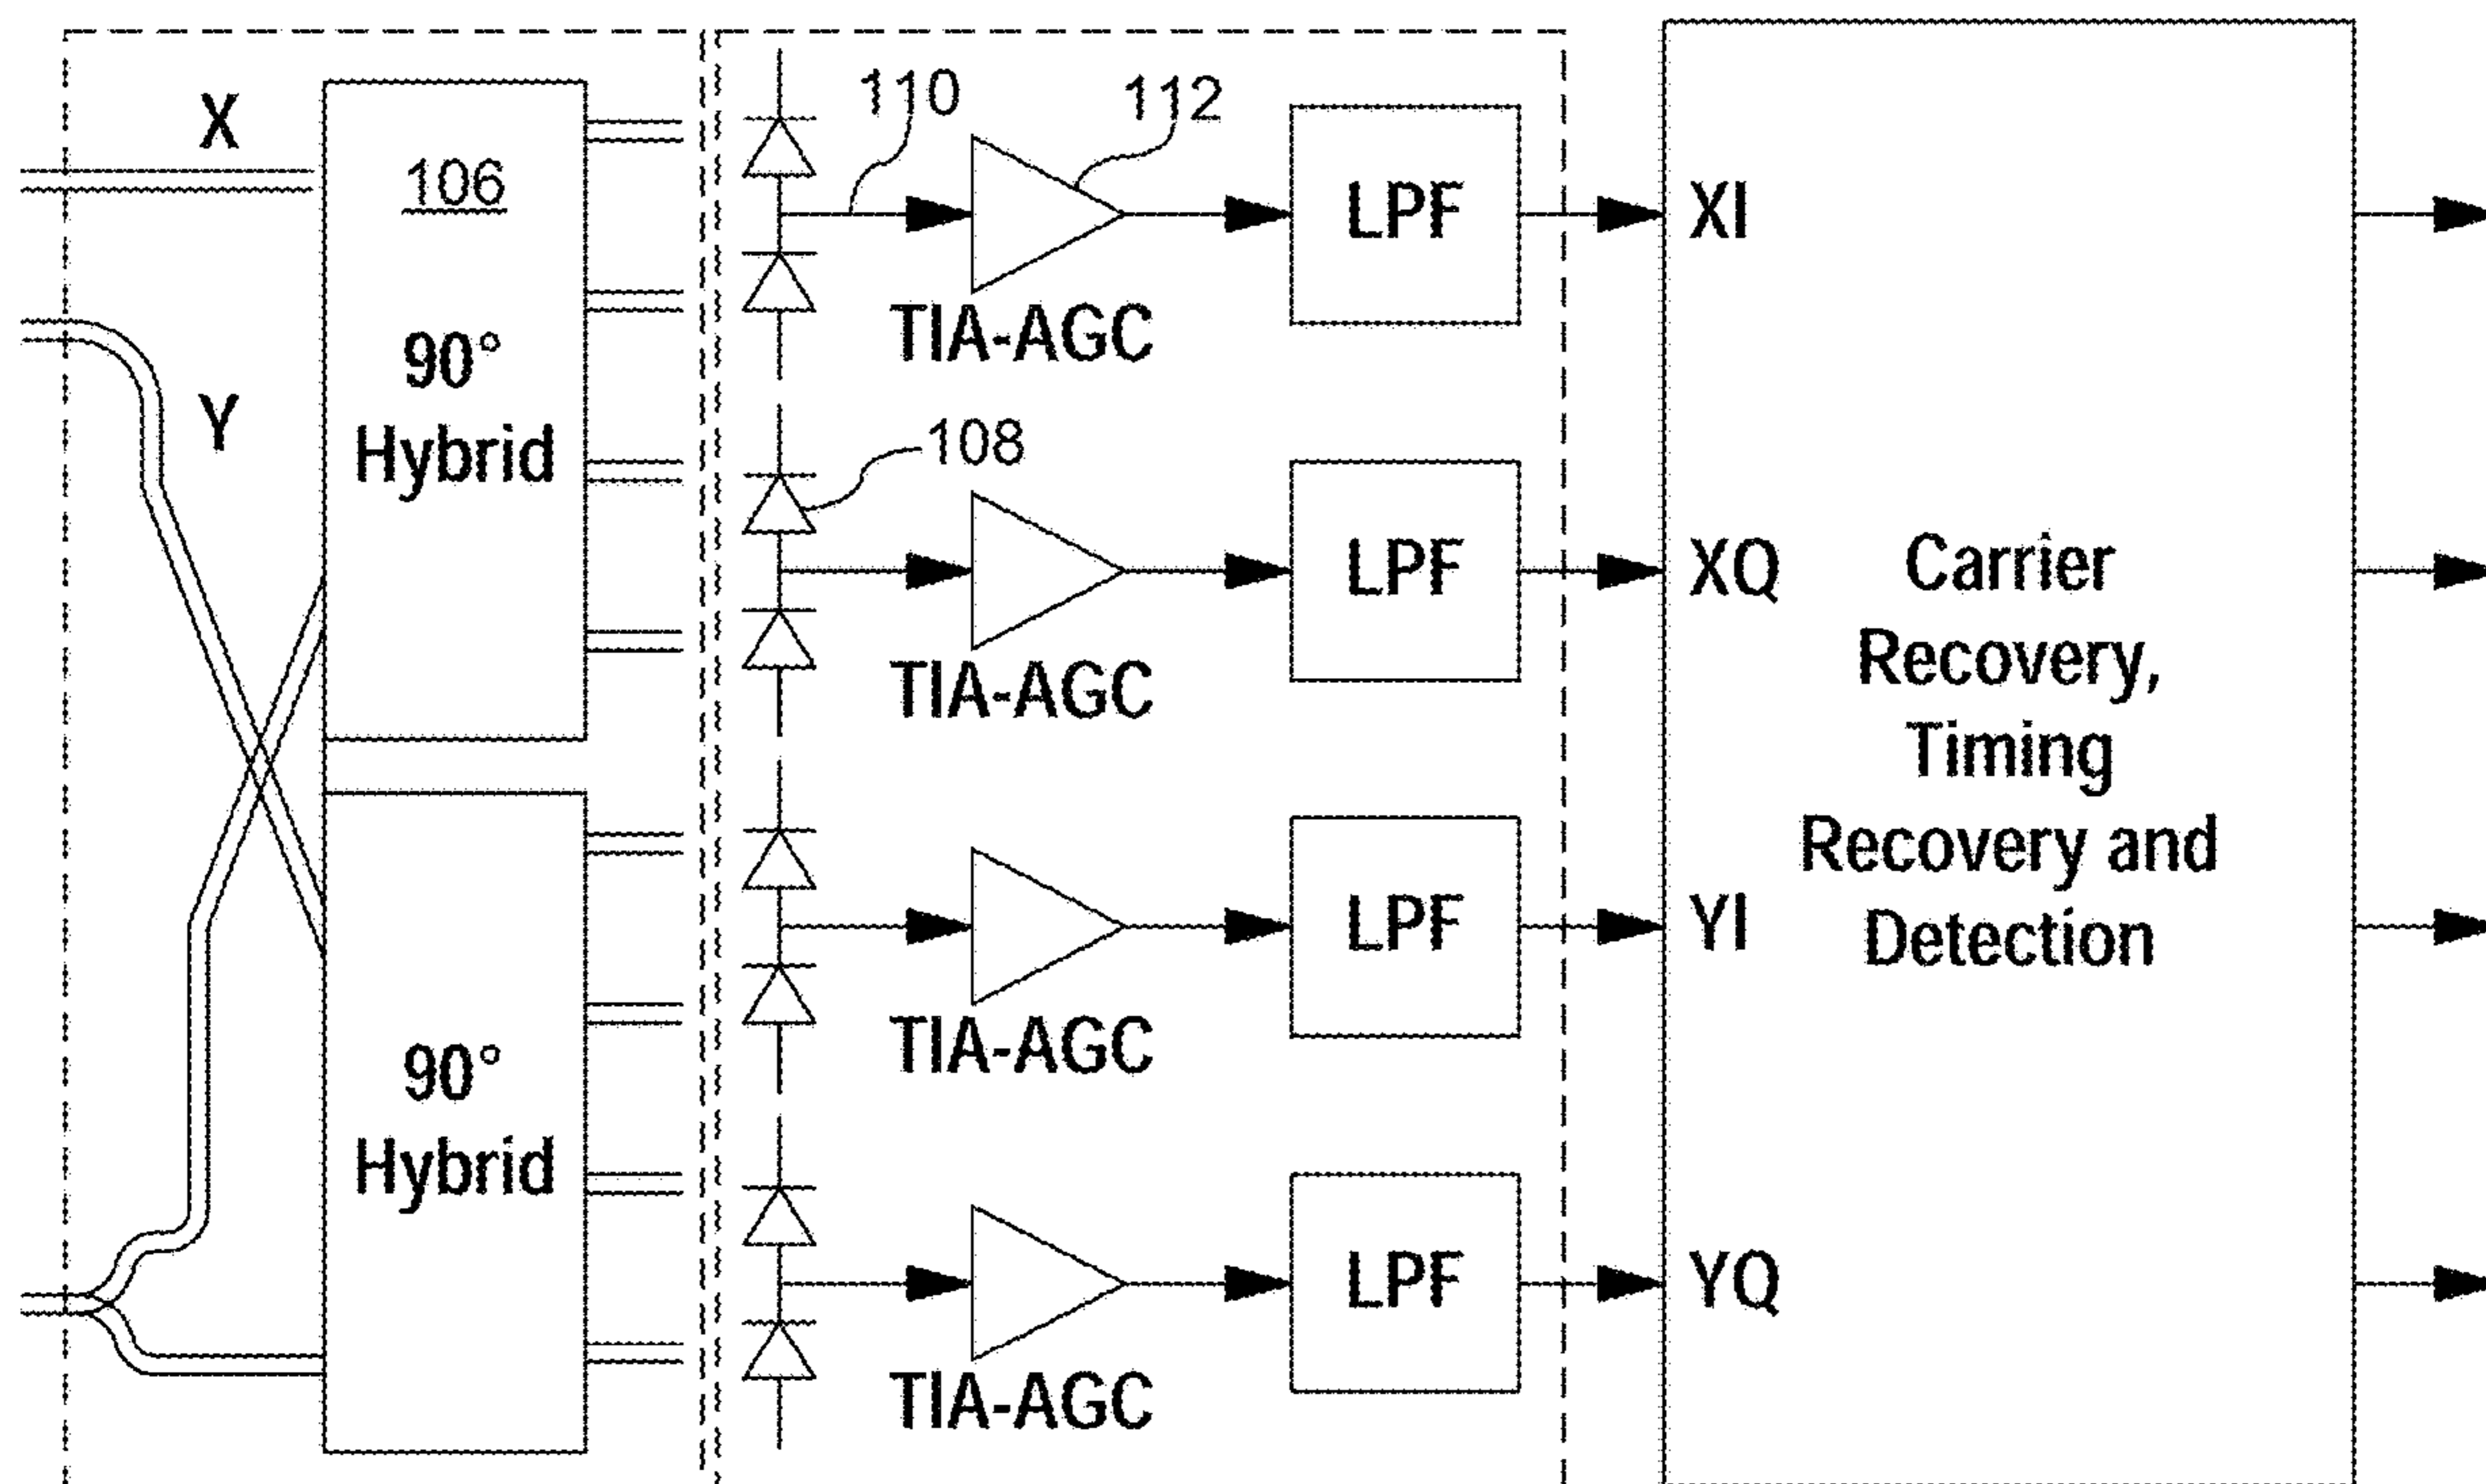 X
106
90°
Hybrid
Y
90°
Hybrid
110
112
TIA-AGC
LPF
XI
108
TIA-AGC
LPF
XQ
TIA-AGC
LPF
YI
TIA-AGC
LPF
YQ
Carrier
Recovery,
Timing
Recovery and
Detection